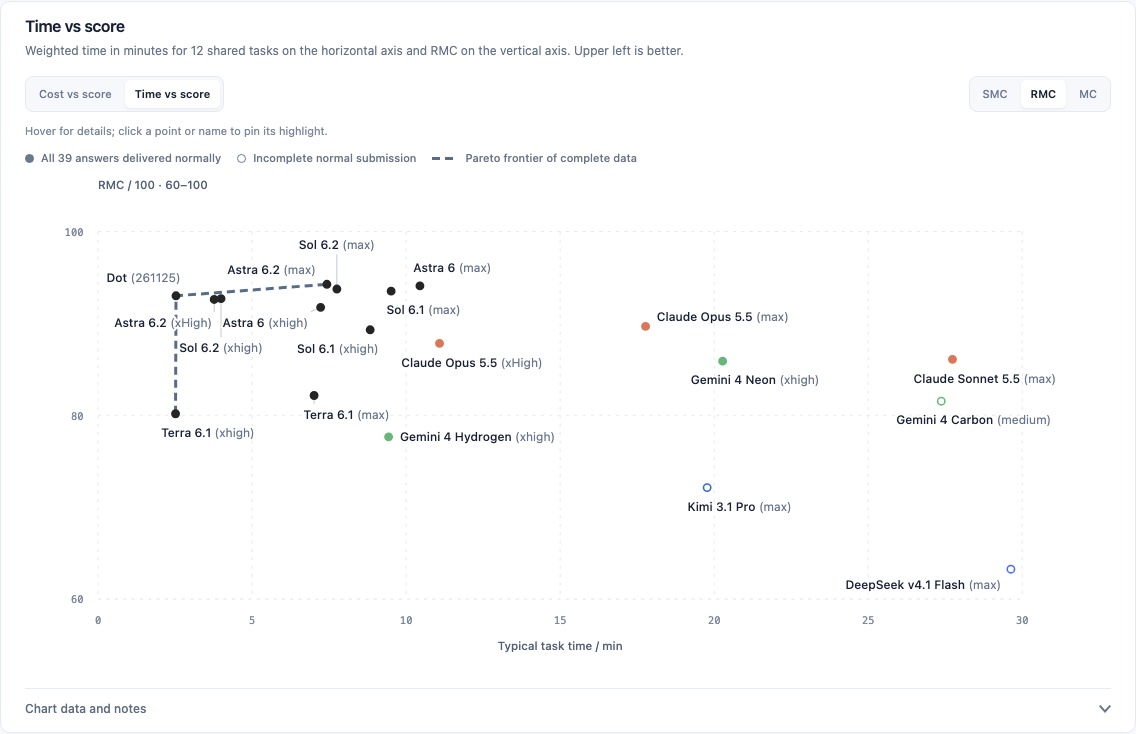 Time vs score
Weighted time in minutes for 12 shared tasks on the horizontal axis and RMC on the vertical axis. Upper left is better.
Cost vs score
Time vs score
SMC
RMC
MC
Hover for details; click a point or name to pin its highlight.
All 39 answers delivered normally
Incomplete normal submission
Pareto frontier of complete data
RMC / 100 · 60–100
100
Sol 6.2 (max)
Astra 6.2 (max)
Astra 6 (max)
Dot (261125)
Sol 6.1 (max)
Claude Opus 5.5 (max)
Astra 6.2 (xHigh)
Astra 6 (xhigh)
Sol 6.2 (xhigh)
Sol 6.1 (xhigh)
Claude Opus 5.5 (xHigh)
Gemini 4 Neon (xhigh)
Claude Sonnet 5.5 (max)
80
Terra 6.1 (max)
Gemini 4 Carbon (medium)
Terra 6.1 (xhigh)
Gemini 4 Hydrogen (xhigh)
Kimi 3.1 Pro (max)
DeepSeek v4.1 Flash (max)
60
0
5
10
15
20
25
30
Typical task time / min
Chart data and notes